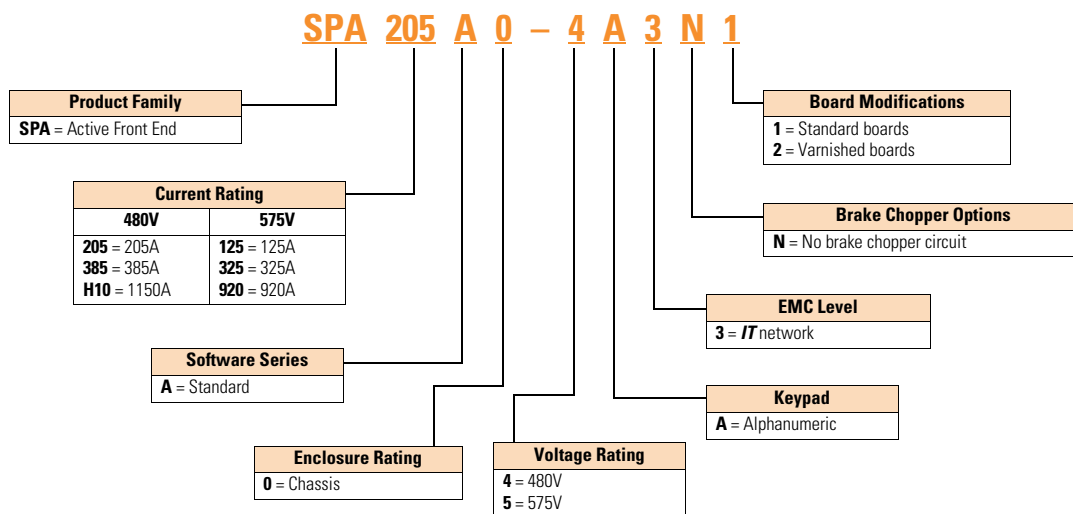 SPA 205 A 0 – 4 A 3 N 1
Product Family
SPA = Active Front End
Board Modifications
1 = Standard boards
2 = Varnished boards
Current Rating
480V 575V
205 = 205A 125 = 125A
385 = 385A 325 = 325A
H10 = 1150A 920 = 920A
Brake Chopper Options
N = No brake chopper circuit
EMC Level
3 = IT network
Software Series
A = Standard
Keypad
A = Alphanumeric
Enclosure Rating
0 = Chassis
Voltage Rating
4 = 480V
5 = 575V